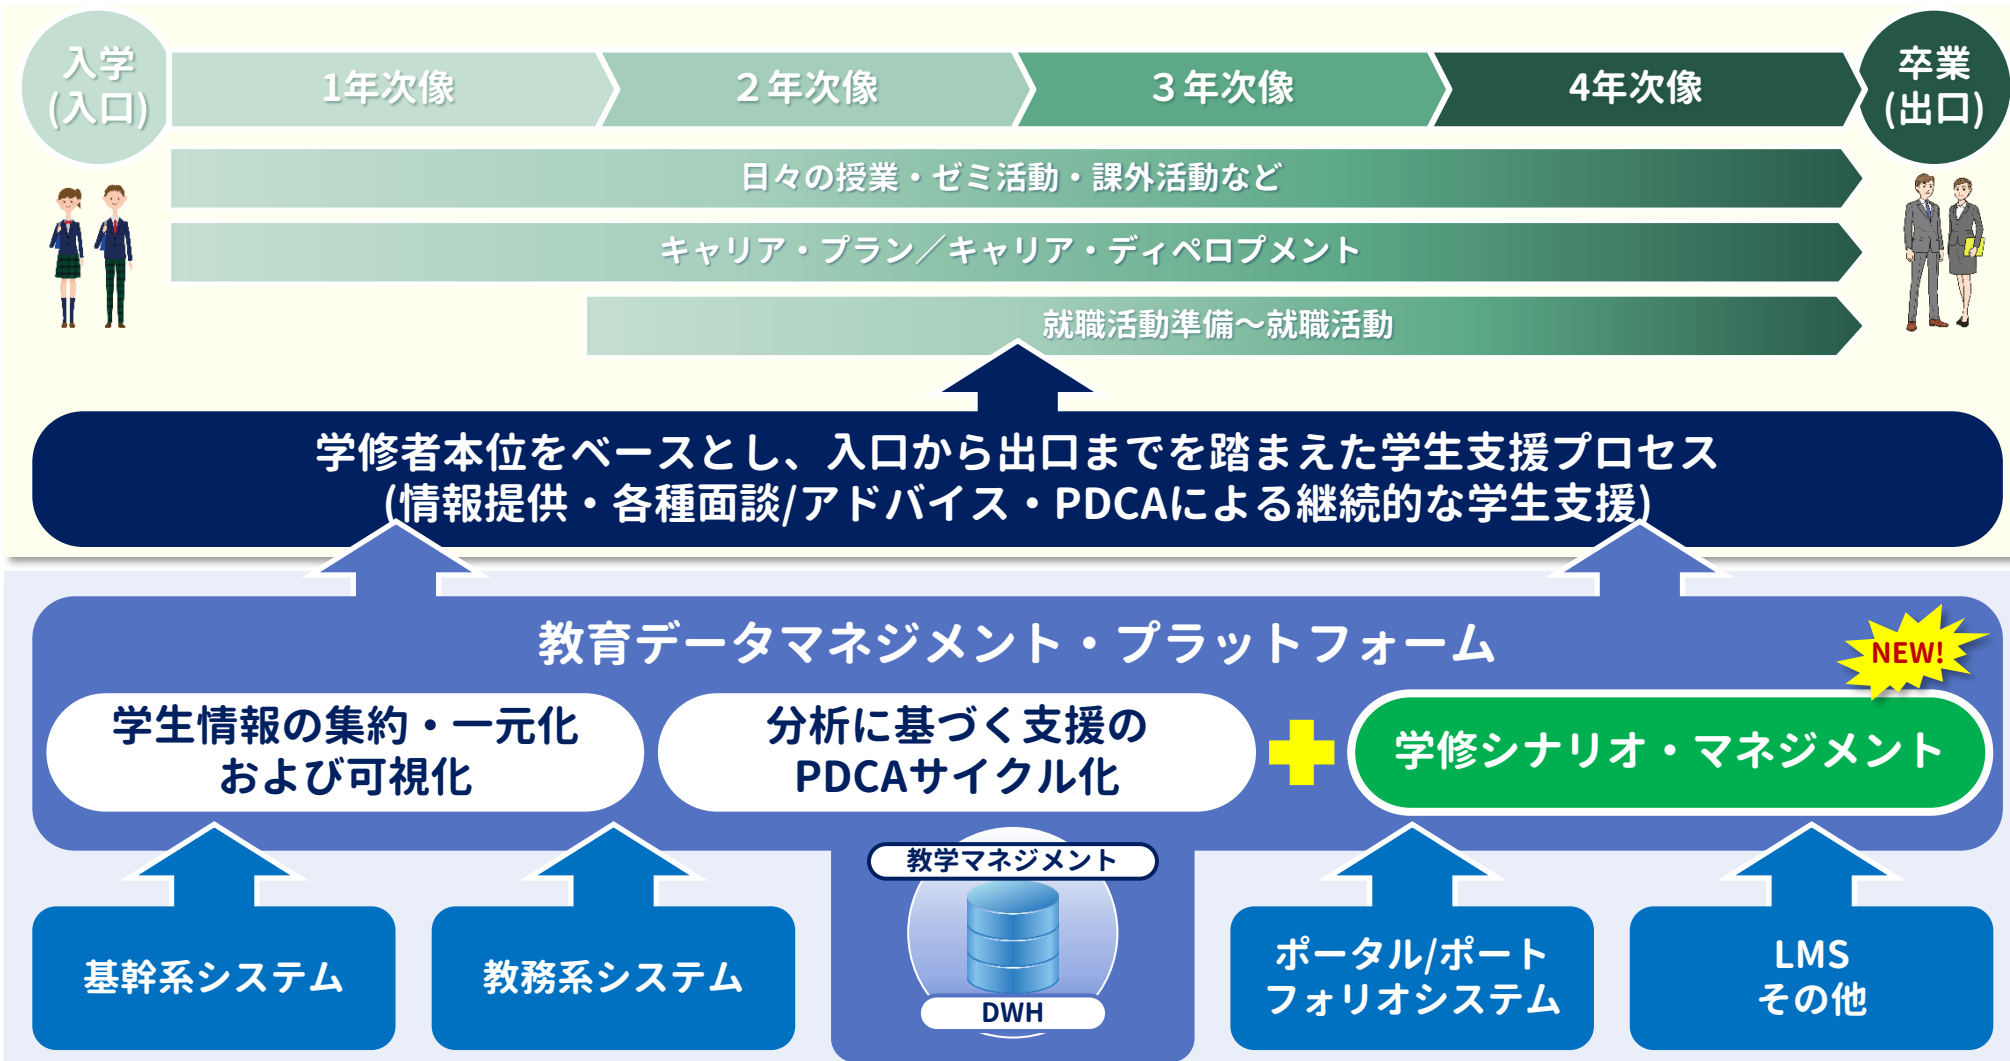 入学
(入口)
1年次像
２年次像
３年次像
4年次像
卒業
(出口)
日々の授業・ゼミ活動・課外活動など
キャリア・プラン／キャリア・ディペロプメント
就職活動準備～就職活動
学修者本位をベースとし、入口から出口までを踏まえた学生支援プロセス
(情報提供・各種面談/アドバイス・PDCAによる継続的な学生支援)
教育データマネジメント・プラットフォーム
NEW!
学生情報の集約・一元化
および可視化
分析に基づく支援の
PDCAサイクル化
学修シナリオ・マネジメント
教学マネジメント
DWH
基幹系システム
教務系システム
ポータル/ポート
フォリオシステム
LMS
その他